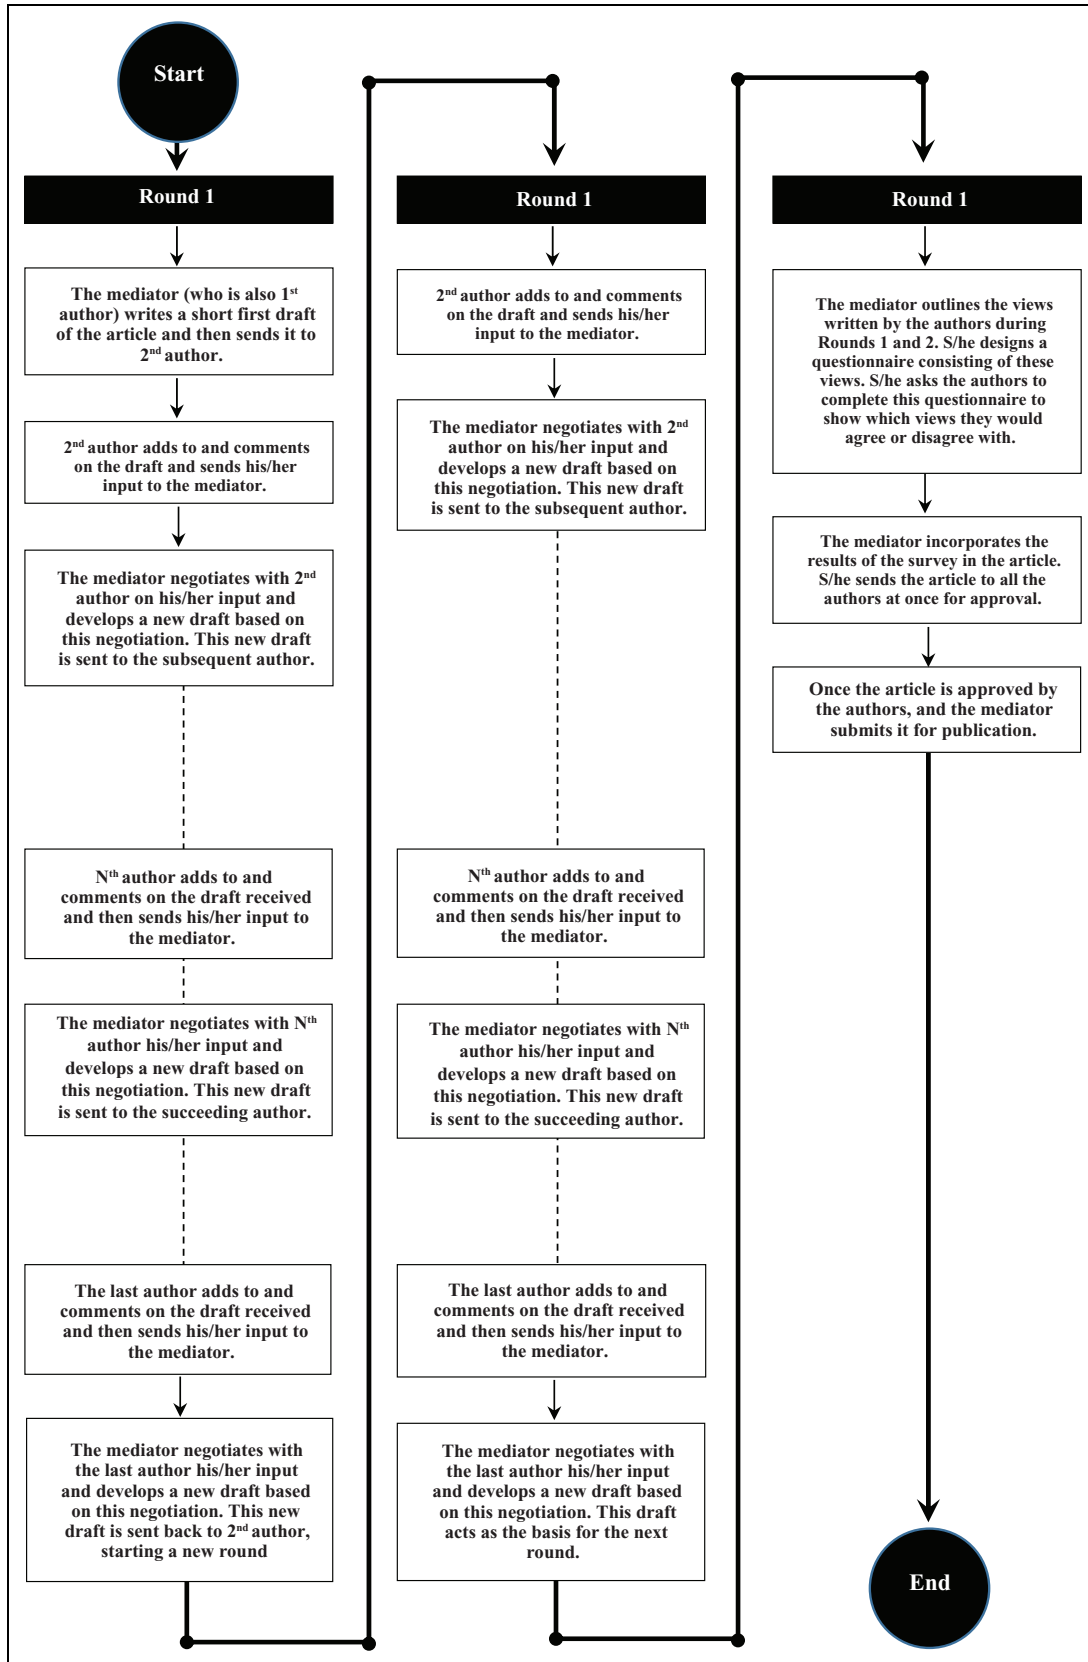 Start
Round 1
The mediator (who is also 1st
author) writes a short first draft
of the article and then sends it to
2nd author.
2nd author adds to and comments
on the draft and sends his/her
input to the mediator.
The mediator negotiates with 2nd
author on his/her input and
develops a new draft based on
this negotiation. This new draft
is sent to the subsequent author.
Nth author adds to and
comments on the draft received
and then sends his/her input to
the mediator.
The mediator negotiates with Nth
author his/her input and
develops a new draft based on
this negotiation. This new draft
is sent to the succeeding author.
The last author adds to and
comments on the draft received
and then sends his/her input to
the mediator.
The mediator negotiates with
the last author his/her input
and develops a new draft based
on this negotiation. This new
draft is sent back to 2nd author,
starting a new round
Round 1
2nd author adds to and comments
on the draft and sends his/her
input to the mediator.
The mediator negotiates with 2nd
author on his/her input and
develops a new draft based on
this negotiation. This new draft
is sent to the subsequent author.
Nth author adds to and
comments on the draft received
and then sends his/her input to
the mediator.
The mediator negotiates with Nth
author his/her input and
develops a new draft based on
this negotiation. This new draft
is sent to the succeeding author.
The last author adds to and
comments on the draft received
and then sends his/her input to
the mediator.
The mediator negotiates with
the last author his/her input
and develops a new draft based
on this negotiation. This draft
acts as the basis for the next
round.
Round 1
The mediator outlines the views
written by the authors during
Rounds 1 and 2. S/he designs a
questionnaire consisting of these
views. S/he asks the authors to
complete this questionnaire to
show which views they would
agree or disagree with.
The mediator incorporates the
results of the survey in the article.
S/he sends the article to all the
authors at once for approval.
Once the article is approved by
the authors, and the mediator
submits it for publication.
End